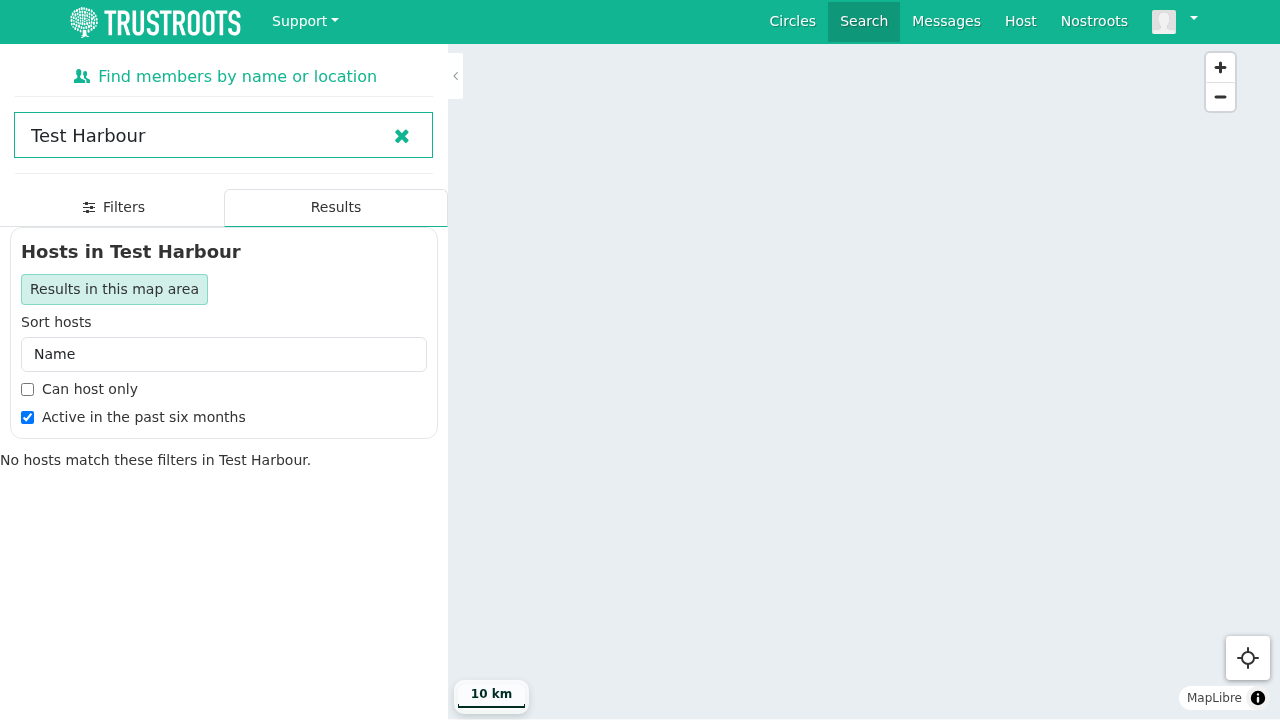 TRUSTROOTS
Support
Circles
Search
Messages
Host
Nostroots
Find members by name or location
Test Harbour
Filters
Results
Hosts in Test Harbour
Results in this map area
Sort hosts
Name
Can host only
Active in the past six months
No hosts match these filters in Test Harbour.
10 km
MapLibre